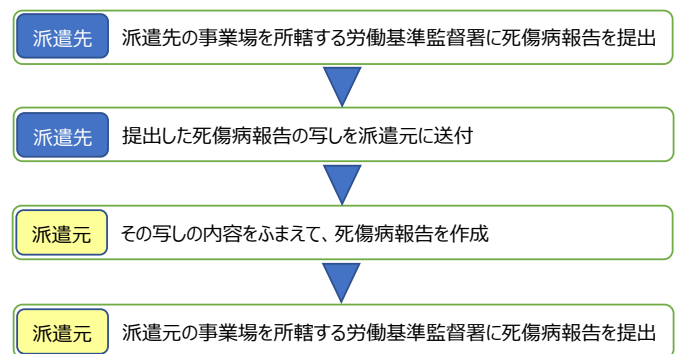 派遣先 派遣先の事業場を所轄する労働基準監督署に死傷病報告を提出
派遣先 提出した死傷病報告の写しを派遣元に送付
派遣元 その写しの内容をふまえて、死傷病報告を作成
派遣元 派遣元の事業場を所轄する労働基準監督署に死傷病報告を提出